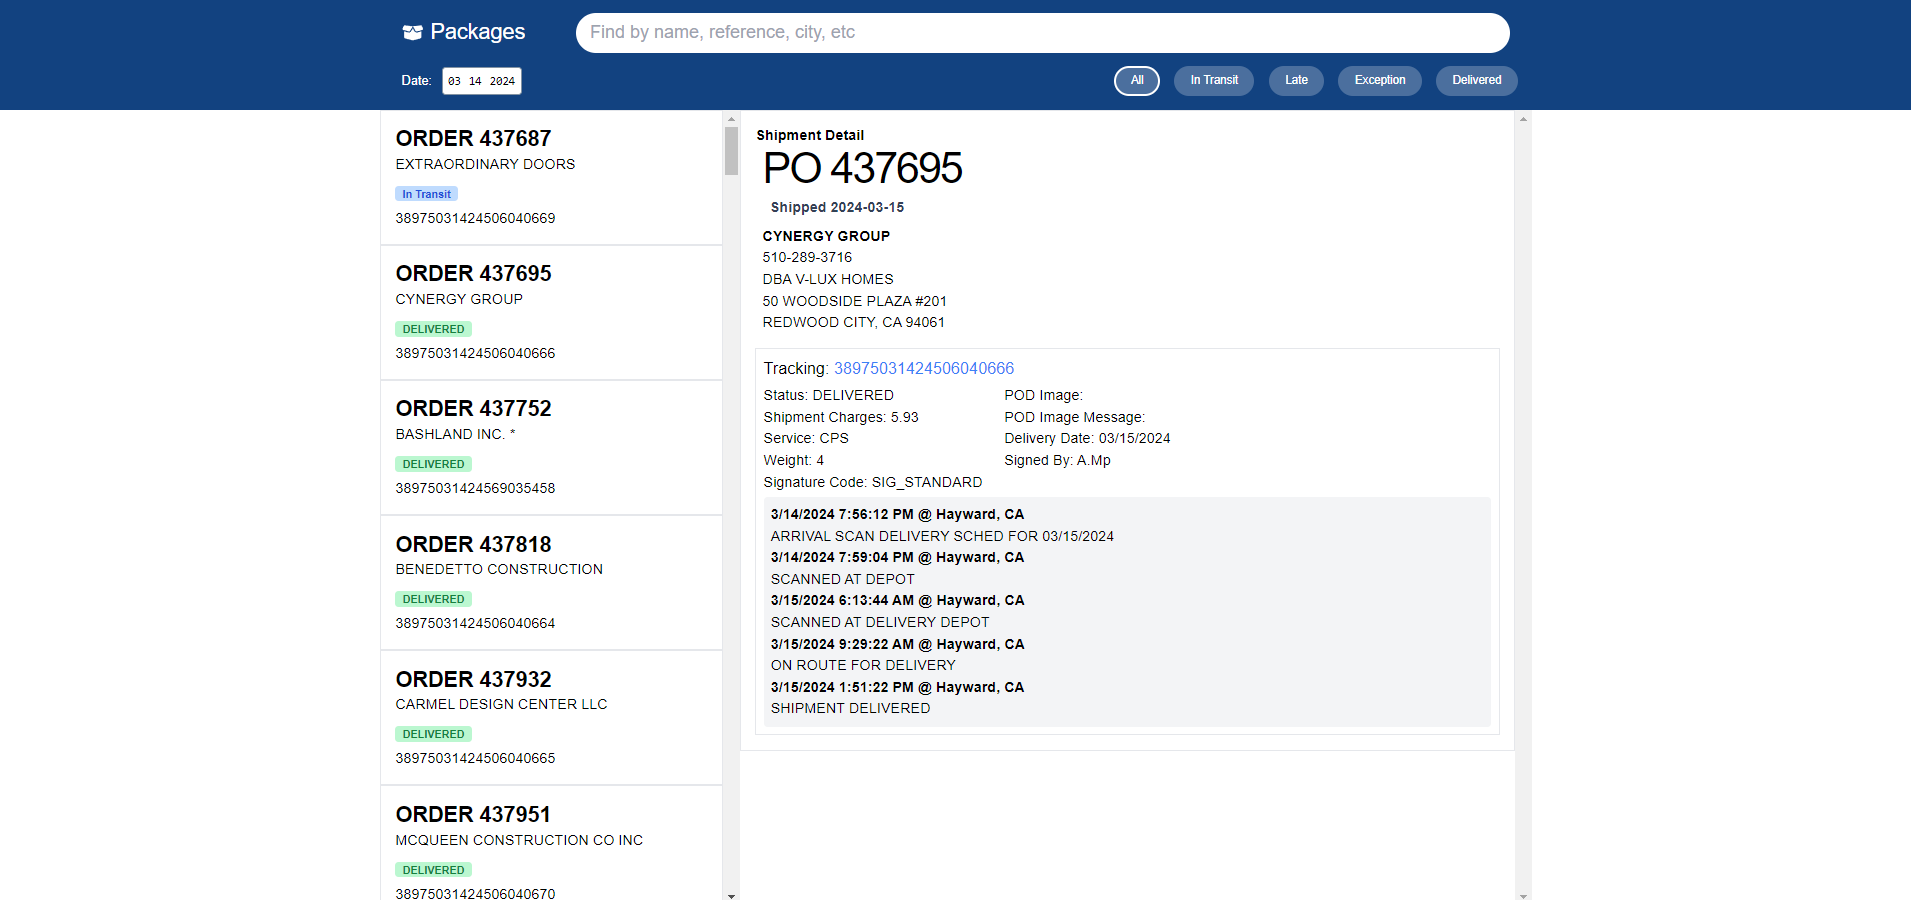 Packages
Find by name, reference, city, etc
Date: 03 14 2024
All In Transit Late Exception Delivered
ORDER 437687
EXTRAORDINARY DOORS
In Transit
38975031424506040669
ORDER 437695
CYNERGY GROUP
DELIVERED
38975031424506040666
ORDER 437752
BASHLAND INC. *
DELIVERED
38975031424569035458
ORDER 437818
BENEDETTO CONSTRUCTION
DELIVERED
38975031424506040664
ORDER 437932
CARMEL DESIGN CENTER LLC
DELIVERED
38975031424506040665
ORDER 437951
MCQUEEN CONSTRUCTION CO INC
DELIVERED
38975031424506040670
Shipment Detail
PO 437695
Shipped 2024-03-15
CYNERGY GROUP
510-289-3716
DBA V-LUX HOMES
50 WOODSIDE PLAZA #201
REDWOOD CITY, CA 94061
Tracking: 38975031424506040666
Status: DELIVERED
Shipment Charges: 5.93
Service: CPS
Weight: 4
Signature Code: SIG_STANDARD
POD Image:
POD Image Message:
Delivery Date: 03/15/2024
Signed By: A.Mp
3/14/2024 7:56:12 PM @ Hayward, CA
ARRIVAL SCAN DELIVERY SCHED FOR 03/15/2024
3/14/2024 7:59:04 PM @ Hayward, CA
SCANNED AT DEPOT
3/15/2024 6:13:44 AM @ Hayward, CA
SCANNED AT DELIVERY DEPOT
3/15/2024 9:29:22 AM @ Hayward, CA
ON ROUTE FOR DELIVERY
3/15/2024 1:51:22 PM @ Hayward, CA
SHIPMENT DELIVERED